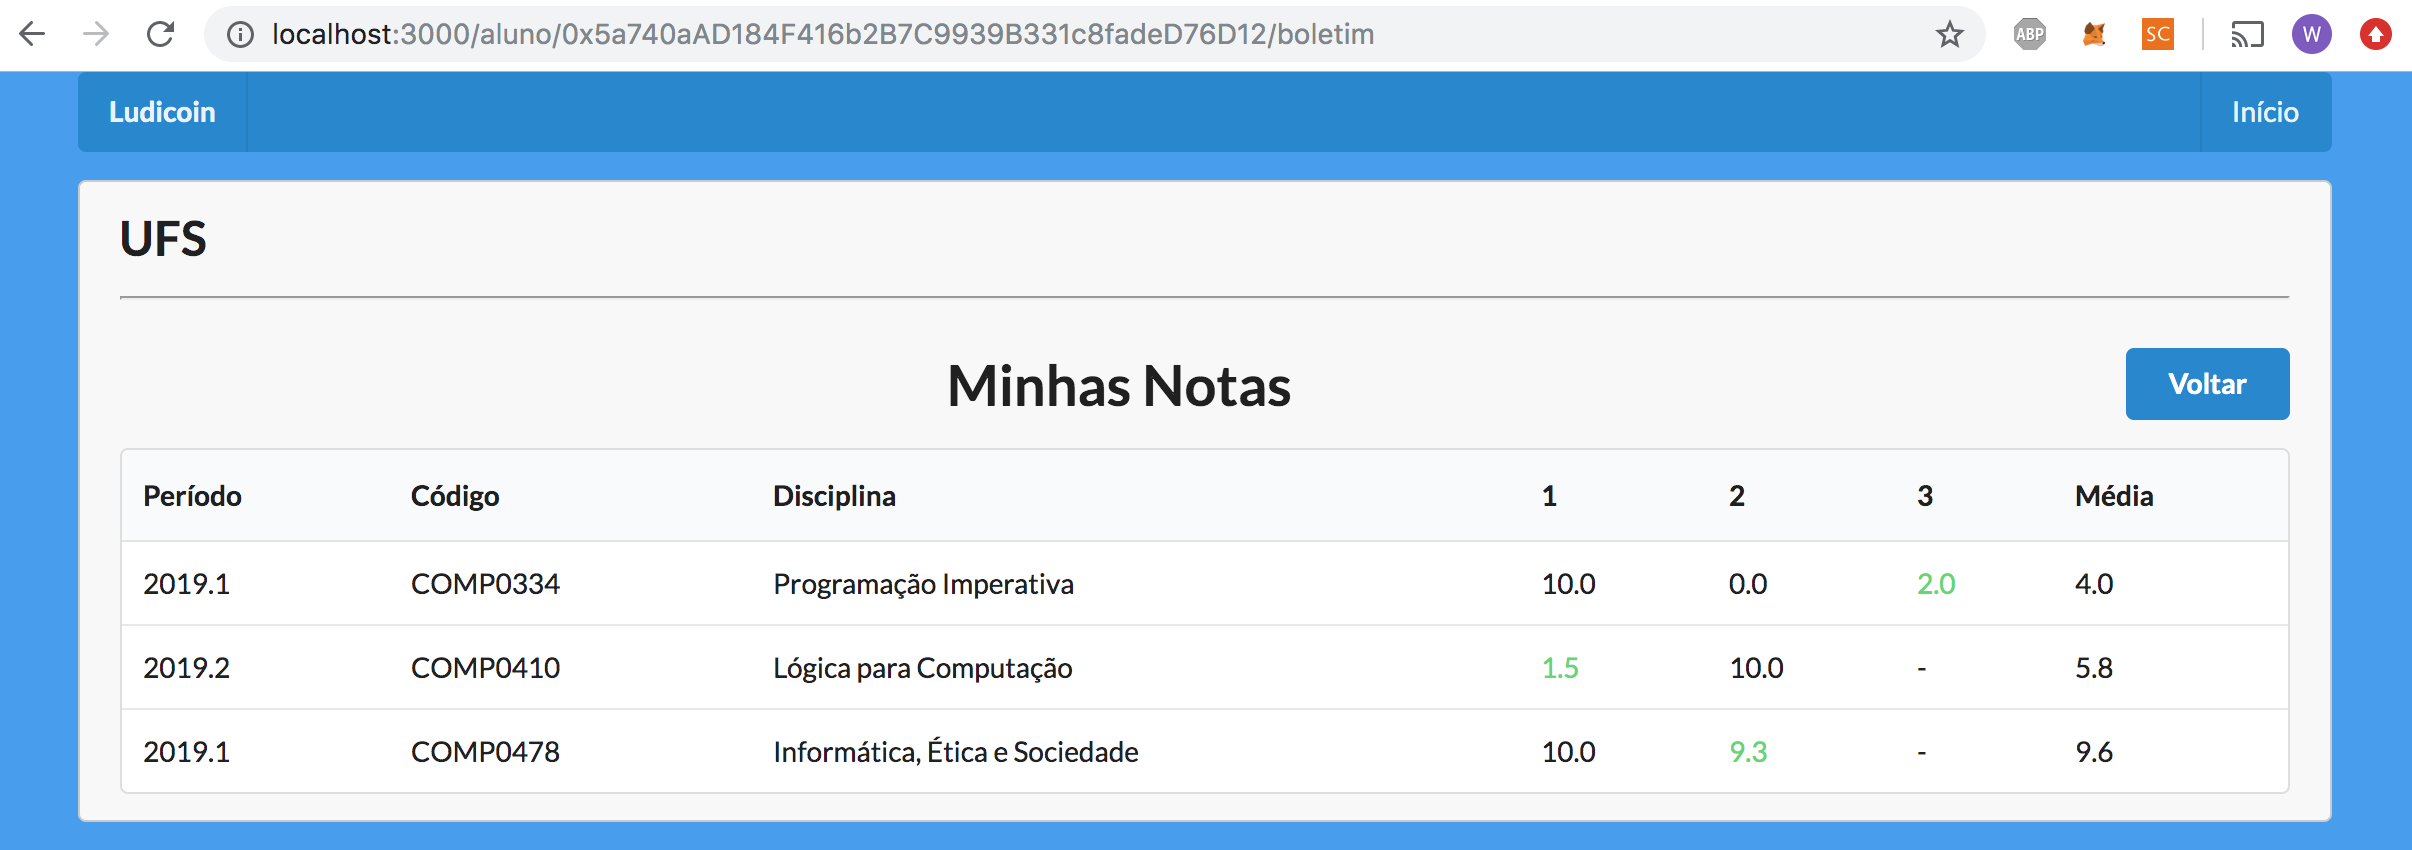 localhost:3000/aluno/0x5a740aAD184F416b2B7C9939B331c8fadeD76D12/boletim ABP SC W
Ludicoin Início
UFS
Minhas Notas Voltar
Período Código Disciplina 1 2 3 Média
2019.1 COMP0334 Programação Imperativa 10.0 0.0 2.0 4.0
2019.2 COMP0410 Lógica para Computação 1.5 10.0 - 5.8
2019.1 COMP0478 Informática, Ética e Sociedade 10.0 9.3 - 9.6